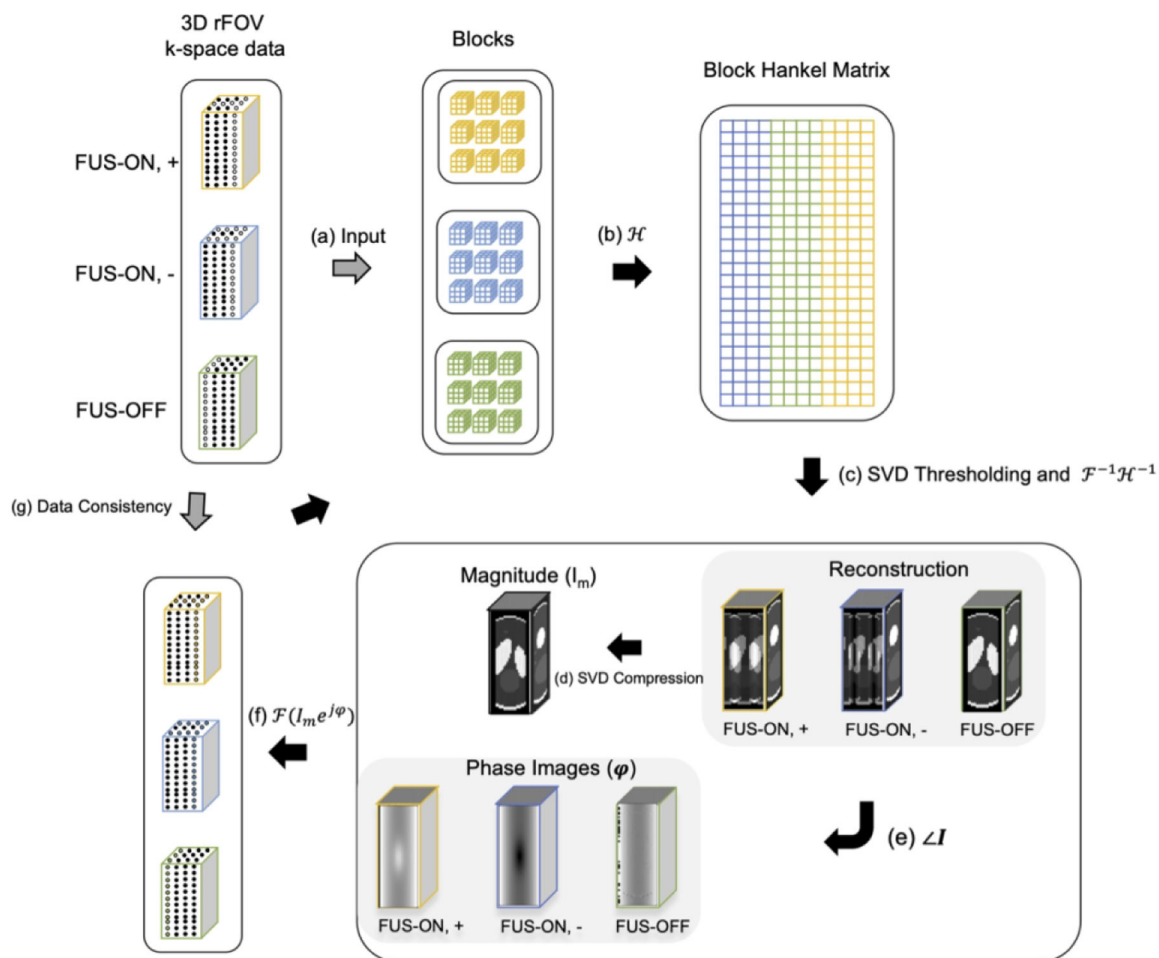 3D rFOV
k-space data
Blocks
Block Hankel Matrix
FUS-ON, +
FUS-ON, -
FUS-OFF
(a) Input
(b) ℋ
(c) SVD Thresholding and ℱ⁻¹ℋ⁻¹
(g) Data Consistency
Magnitude (I_m)
Reconstruction
(d) SVD Compression
FUS-ON, +
FUS-ON, -
FUS-OFF
(f) ℱ(I_m e^{jφ})
Phase Images (φ)
(e) ∠I
FUS-ON, +
FUS-ON, -
FUS-OFF